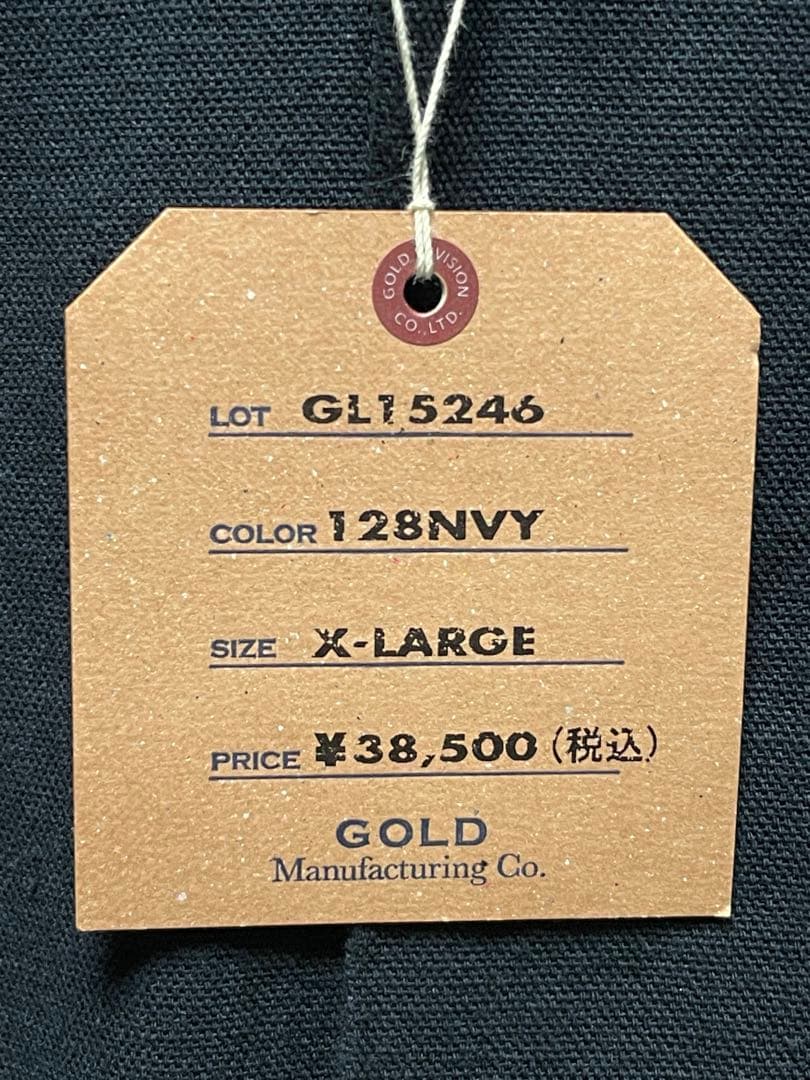 GOLD VISION
CO.,LTD.
LOT GL15246
COLOR 128NVY
SIZE X-LARGE
PRICE ¥38,500(税込)
GOLD
Manufacturing Co.